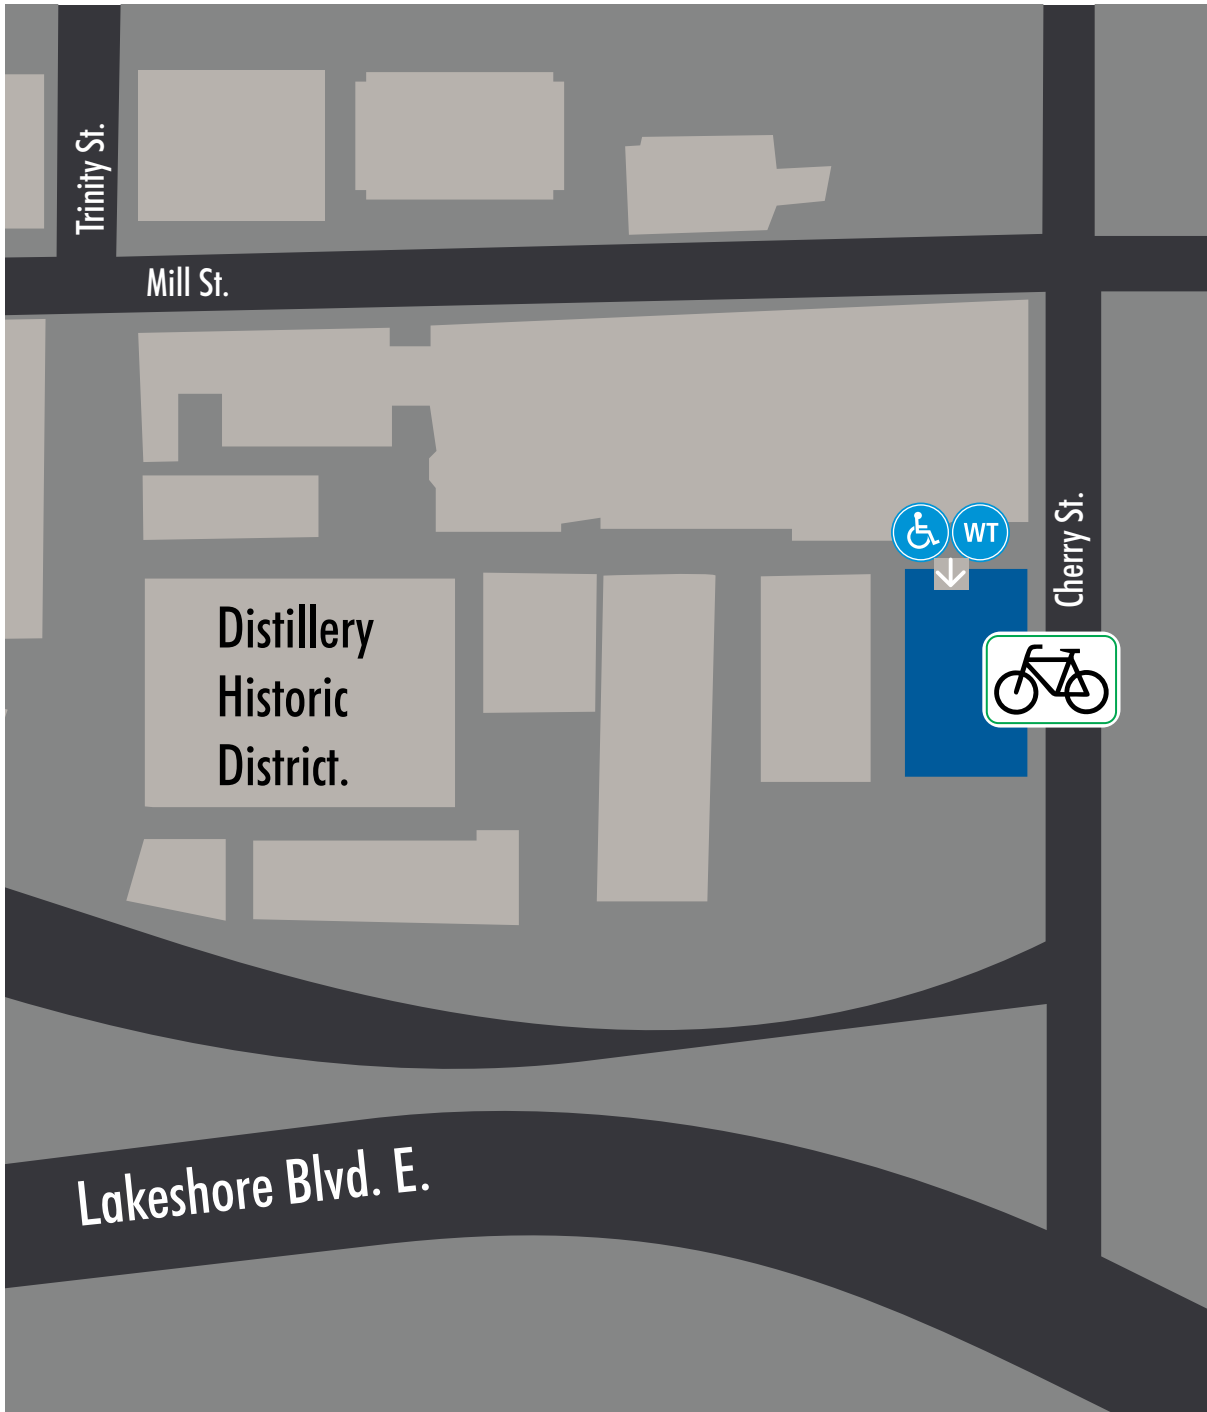 Trinity St.
Mill St.
WT
Cherry St.
Distillery
Historic
District.
Lakeshore Blvd. E.